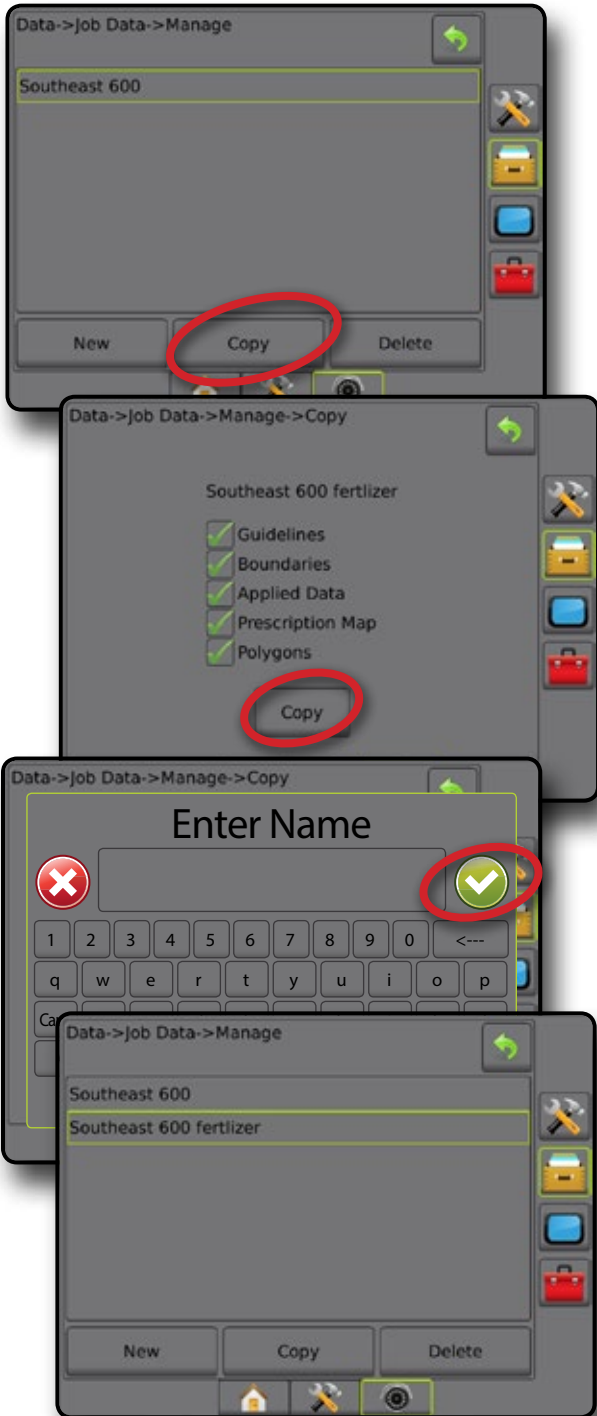 Data->Job Data->Manage
Southeast 600
New Copy Delete
Data->Job Data->Manage->Copy
Southeast 600 fertlizer
Guidelines
Boundaries
Applied Data
Prescription Map
Polygons
Copy
Data->Job Data->Manage->Copy
Enter Name
1 2 3 4 5 6 7 8 9 0 <---
q w e r t y u i o p
Data->Job Data->Manage
Southeast 600
Southeast 600 fertlizer
New Copy Delete